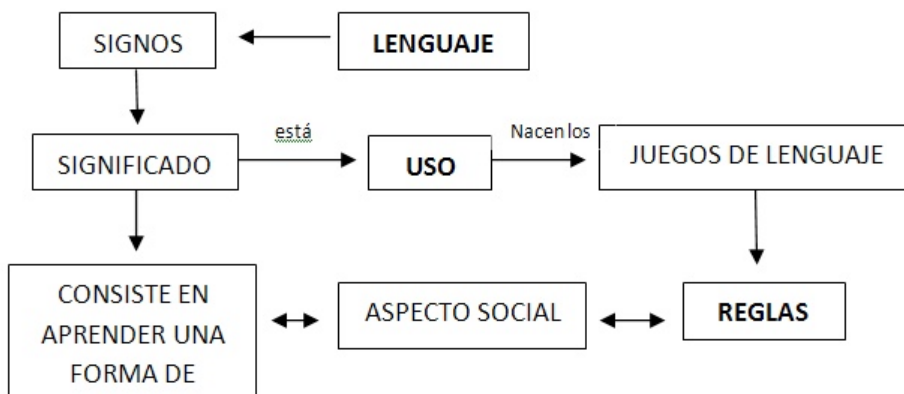 SIGNOS
LENGUAJE
SIGNIFICADO
está
USO
Nacen los
JUEGOS DE LENGUAJE
CONSISTE EN
APRENDER UNA
FORMA DE
ASPECTO SOCIAL
REGLAS